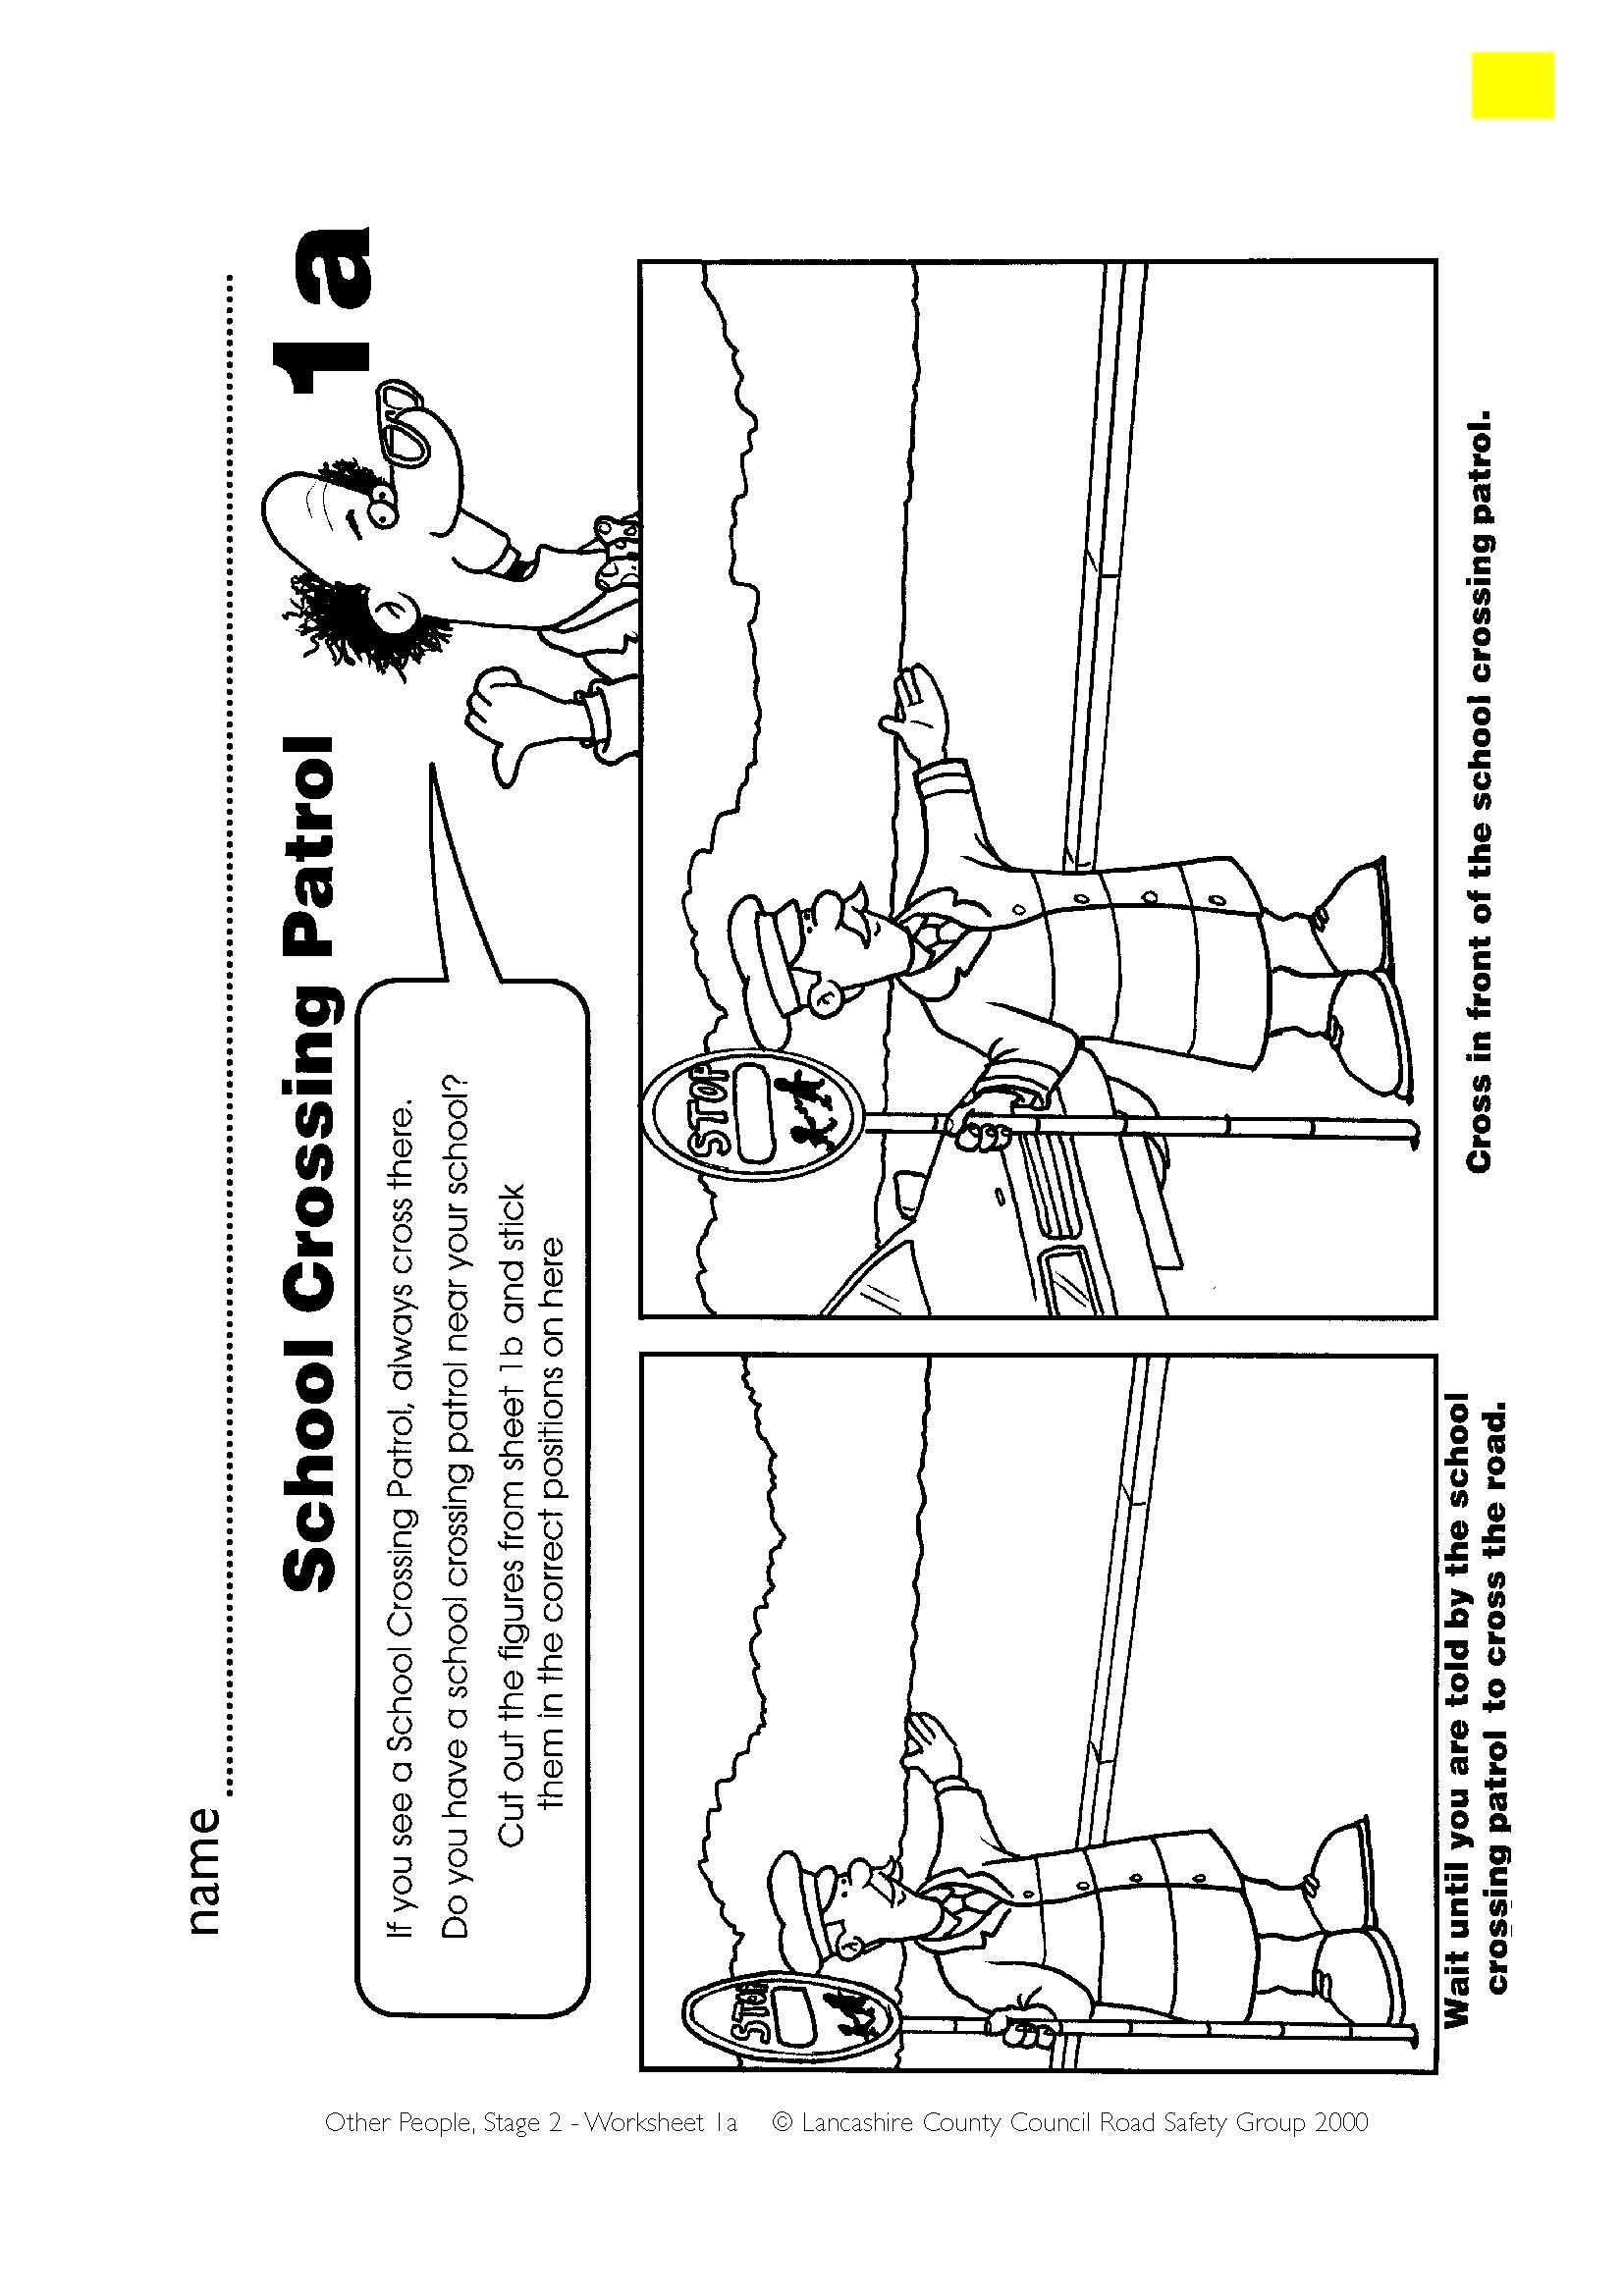 name
School Crossing Patrol
1a
If you see a School Crossing Patrol, always cross there.
Do you have a school crossing patrol near your school?
Cut out the figures from sheet 1b and stick
them in the correct positions on here
STOP
STOP
Wait until you are told by the school
crossing patrol to cross the road.
Cross in front of the school crossing patrol.
Other People, Stage 2 - Worksheet 1a © Lancashire County Council Road Safety Group 2000